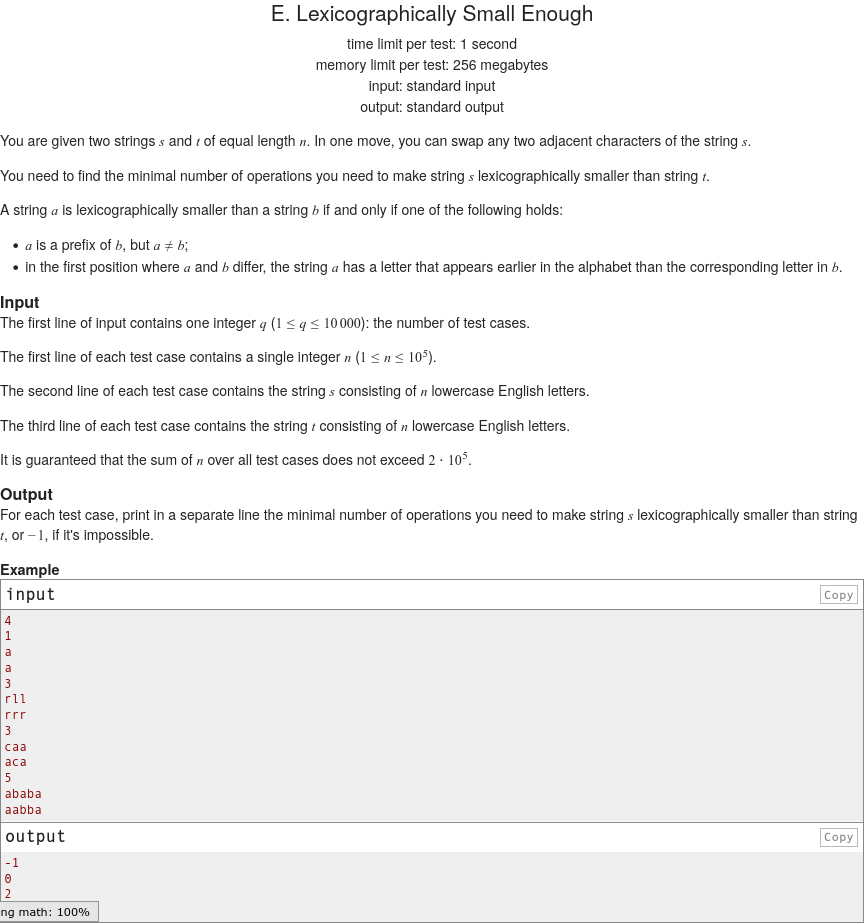 E. Lexicographically Small Enough
time limit per test: 1 second
memory limit per test: 256 megabytes
input: standard input
output: standard output
You are given two strings s and t of equal length n. In one move, you can swap any two adjacent characters of the string s.
You need to find the minimal number of operations you need to make string s lexicographically smaller than string t.
A string a is lexicographically smaller than a string b if and only if one of the following holds:
• a is a prefix of b, but a ≠ b;
• in the first position where a and b differ, the string a has a letter that appears earlier in the alphabet than the corresponding letter in b.
Input
The first line of input contains one integer q (1 ≤ q ≤ 10 000): the number of test cases.
The first line of each test case contains a single integer n (1 ≤ n ≤ 10⁵).
The second line of each test case contains the string s consisting of n lowercase English letters.
The third line of each test case contains the string t consisting of n lowercase English letters.
It is guaranteed that the sum of n over all test cases does not exceed 2 · 10⁵.
Output
For each test case, print in a separate line the minimal number of operations you need to make string s lexicographically smaller than string
t, or −1, if it's impossible.
Example
input Copy
4
1
a
a
3
rll
rrr
3
caa
aca
5
ababa
aabba
output Copy
-1
0
2
ng math: 100%